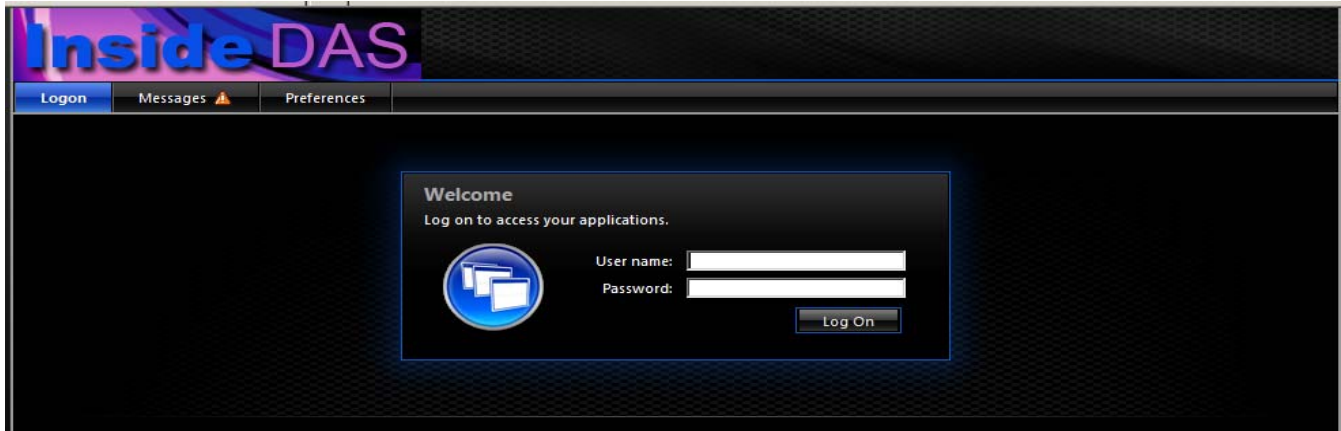 Inside DAS
Logon Messages Preferences
Welcome
Log on to access your applications.
User name:
Password:
Log On